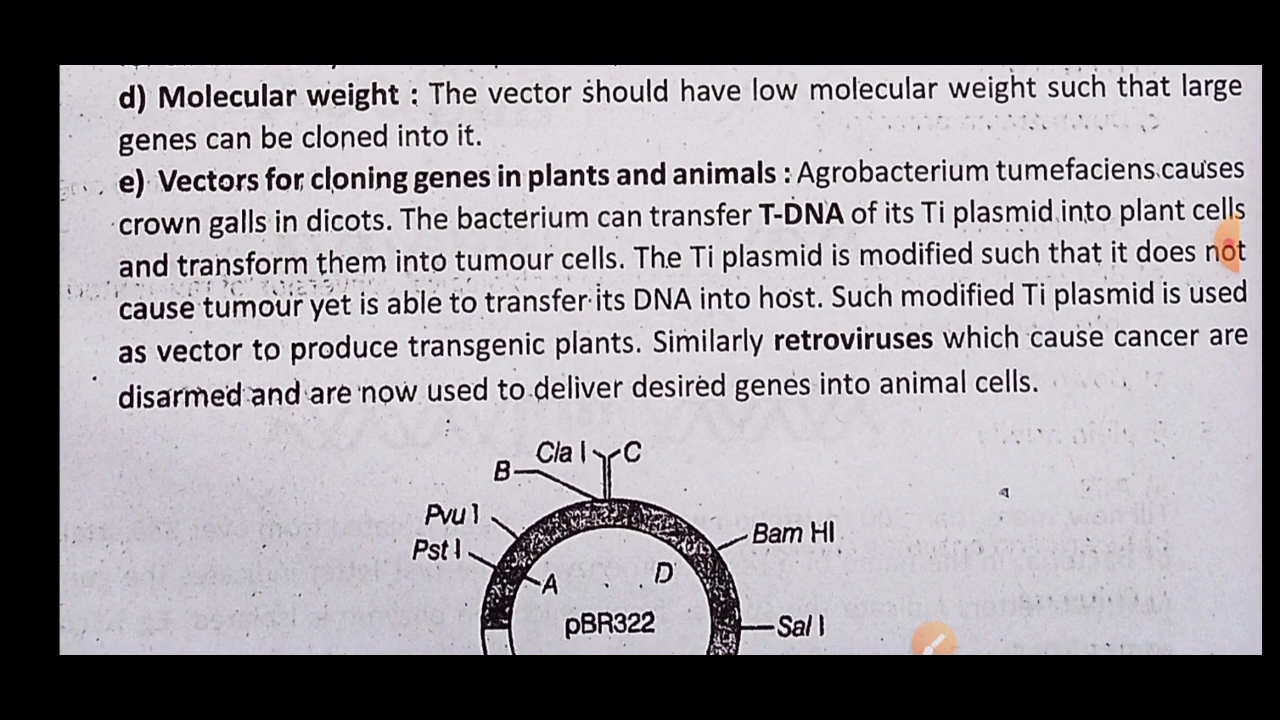 d) Molecular weight : The vector should have low molecular weight such that large
genes can be cloned into it.
e) Vectors for cloning genes in plants and animals : Agrobacterium tumefaciens causes
crown galls in dicots. The bacterium can transfer T-DNA of its Ti plasmid into plant cells
and transform them into tumour cells. The Ti plasmid is modified such that it does not
cause tumour yet is able to transfer its DNA into host. Such modified Ti plasmid is used
as vector to produce transgenic plants. Similarly retroviruses which cause cancer are
disarmed and are now used to deliver desired genes into animal cells.
Cla I C
B
Pvu I
Bam HI
Pst I
A D
pBR322
Sal I